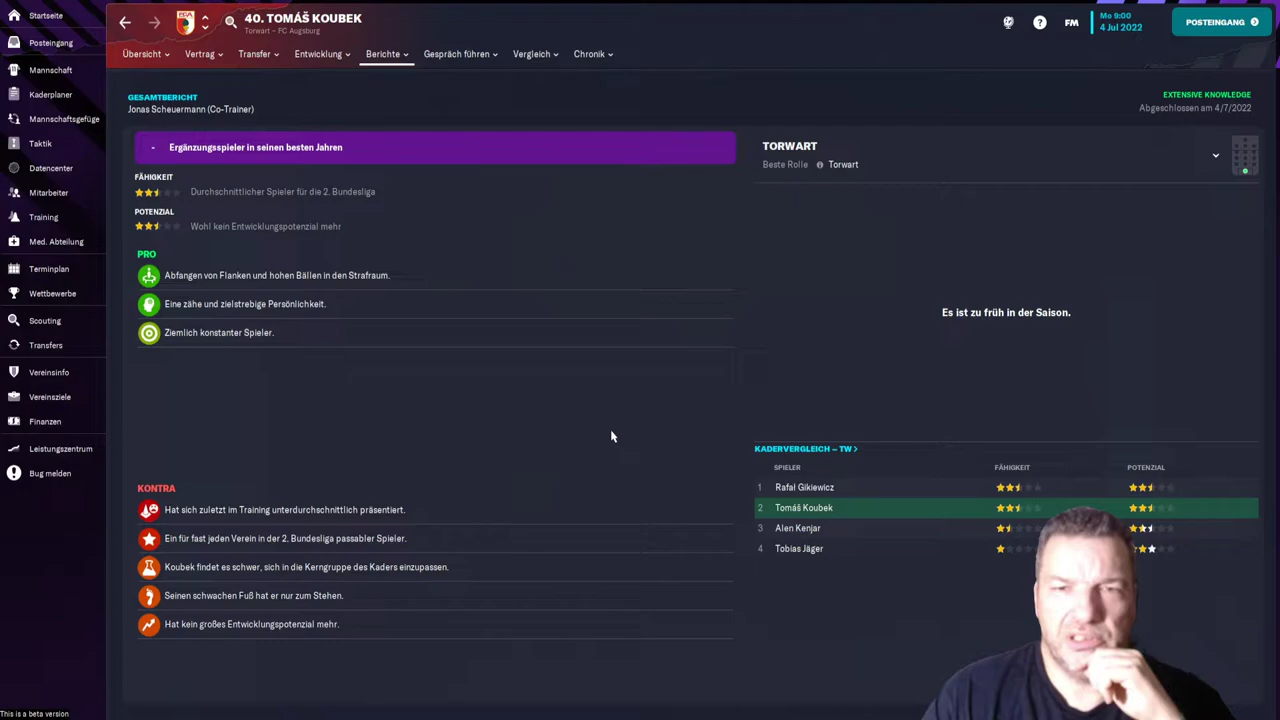 Startseite
Posteingang
Mannschaft
Kaderplaner
Mannschaftsgefüge
Taktik
Datencenter
Mitarbeiter
Training
Med. Abteilung
Terminplan
Wettbewerbe
Scouting
Transfers
Vereinsinfo
Vereinsziele
Finanzen
Leistungszentrum
Bug melden
This is a beta version
40. TOMÁŠ KOUBEK
Torwart – FC Augsburg
FM
Mo 9:00
4 Jul 2022
POSTEINGANG
Übersicht
Vertrag
Transfer
Entwicklung
Berichte
Gespräch führen
Vergleich
Chronik
GESAMTBERICHT
Jonas Scheuermann (Co-Trainer)
EXTENSIVE KNOWLEDGE
Abgeschlossen am 4/7/2022
- Ergänzungsspieler in seinen besten Jahren
FÄHIGKEIT
Durchschnittlicher Spieler für die 2. Bundesliga
POTENZIAL
Wohl kein Entwicklungspotenzial mehr
PRO
Abfangen von Flanken und hohen Bällen in den Strafraum.
Eine zähe und zielstrebige Persönlichkeit.
Ziemlich konstanter Spieler.
KONTRA
Hat sich zuletzt im Training unterdurchschnittlich präsentiert.
Ein für fast jeden Verein in der 2. Bundesliga passabler Spieler.
Koubek findet es schwer, sich in die Kerngruppe des Kaders einzupassen.
Seinen schwachen Fuß hat er nur zum Stehen.
Hat kein großes Entwicklungspotenzial mehr.
TORWART
Beste Rolle Torwart
Es ist zu früh in der Saison.
KADERVERGLEICH – TW >
SPIELER FÄHIGKEIT POTENZIAL
1 Rafal Gikiewicz
2 Tomáš Koubek
3 Alen Kenjar
4 Tobias Jäger